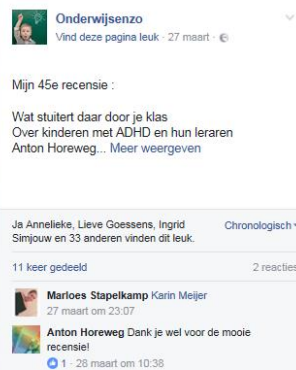 Onderwijsenzo
Vind deze pagina leuk · 27 maart ·
Mijn 45e recensie :
Wat stuitert daar door je klas
Over kinderen met ADHD en hun leraren
Anton Horeweg... Meer weergeven
Ja Annelieke, Lieve Goessens, Ingrid
Simjouw en 33 anderen vinden dit leuk.
Chronologisch
11 keer gedeeld
2 reacties
Marloes Stapelkamp Karin Meijer
27 maart om 23:07
Anton Horeweg Dank je wel voor de mooie
recensie!
1 · 28 maart om 10:38